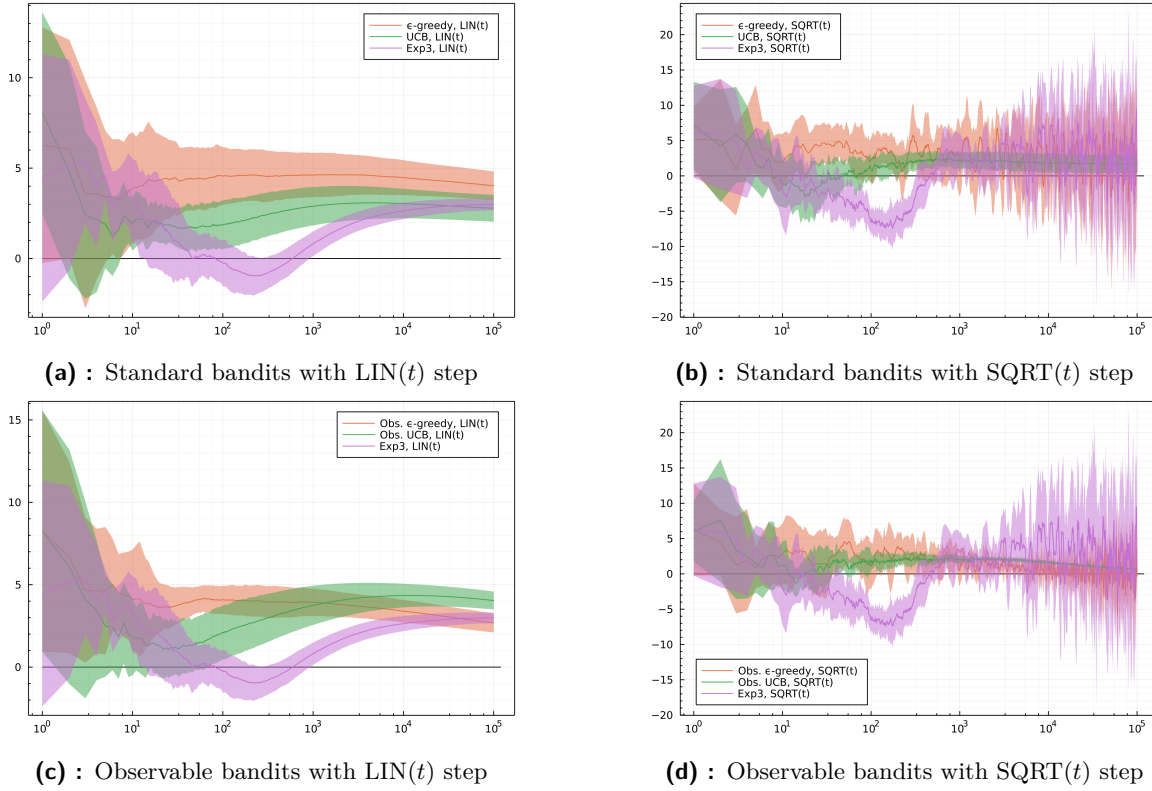 ϵ-greedy, LIN(t)
UCB, LIN(t)
Exp3, LIN(t)
10
5
0
10⁰ 10¹ 10² 10³ 10⁴ 10⁵
(a) : Standard bandits with LIN(t) step
ϵ-greedy, SQRT(t)
UCB, SQRT(t)
Exp3, SQRT(t)
20
15
10
5
0
−5
−10
−15
−20
10⁰ 10¹ 10² 10³ 10⁴ 10⁵
(b) : Standard bandits with SQRT(t) step
Obs. ϵ-greedy, LIN(t)
Obs. UCB, LIN(t)
Exp3, LIN(t)
15
10
5
0
10⁰ 10¹ 10² 10³ 10⁴ 10⁵
(c) : Observable bandits with LIN(t) step
20
15
10
5
0
−5
−10
−15
−20
Obs. ϵ-greedy, SQRT(t)
Obs. UCB, SQRT(t)
Exp3, SQRT(t)
10⁰ 10¹ 10² 10³ 10⁴ 10⁵
(d) : Observable bandits with SQRT(t) step